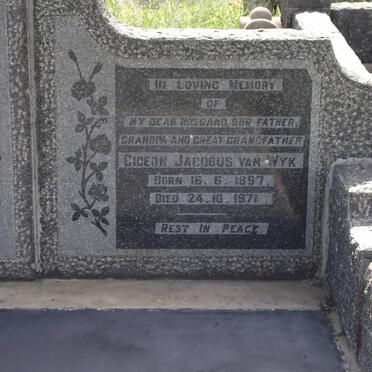 In Loving Memory
of
my dear husband, our father,
grandpa and great grandfather
Gideon Jacobus van Wyk
Born 16. 6. 1897.
Died 24. 10. 1971.
Rest In Peace